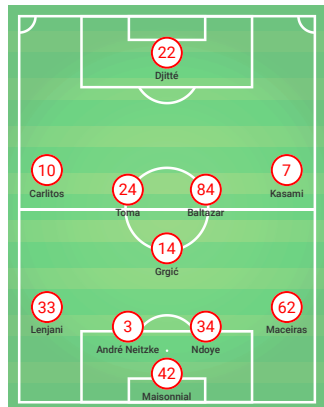 22
Djitté
10
Carlitos
7
Kasami
24
Toma
84
Baltazar
14
Grgić
33
Lenjani
62
Maceiras
3
André Neitzke
34
Ndoye
42
Maisonnial